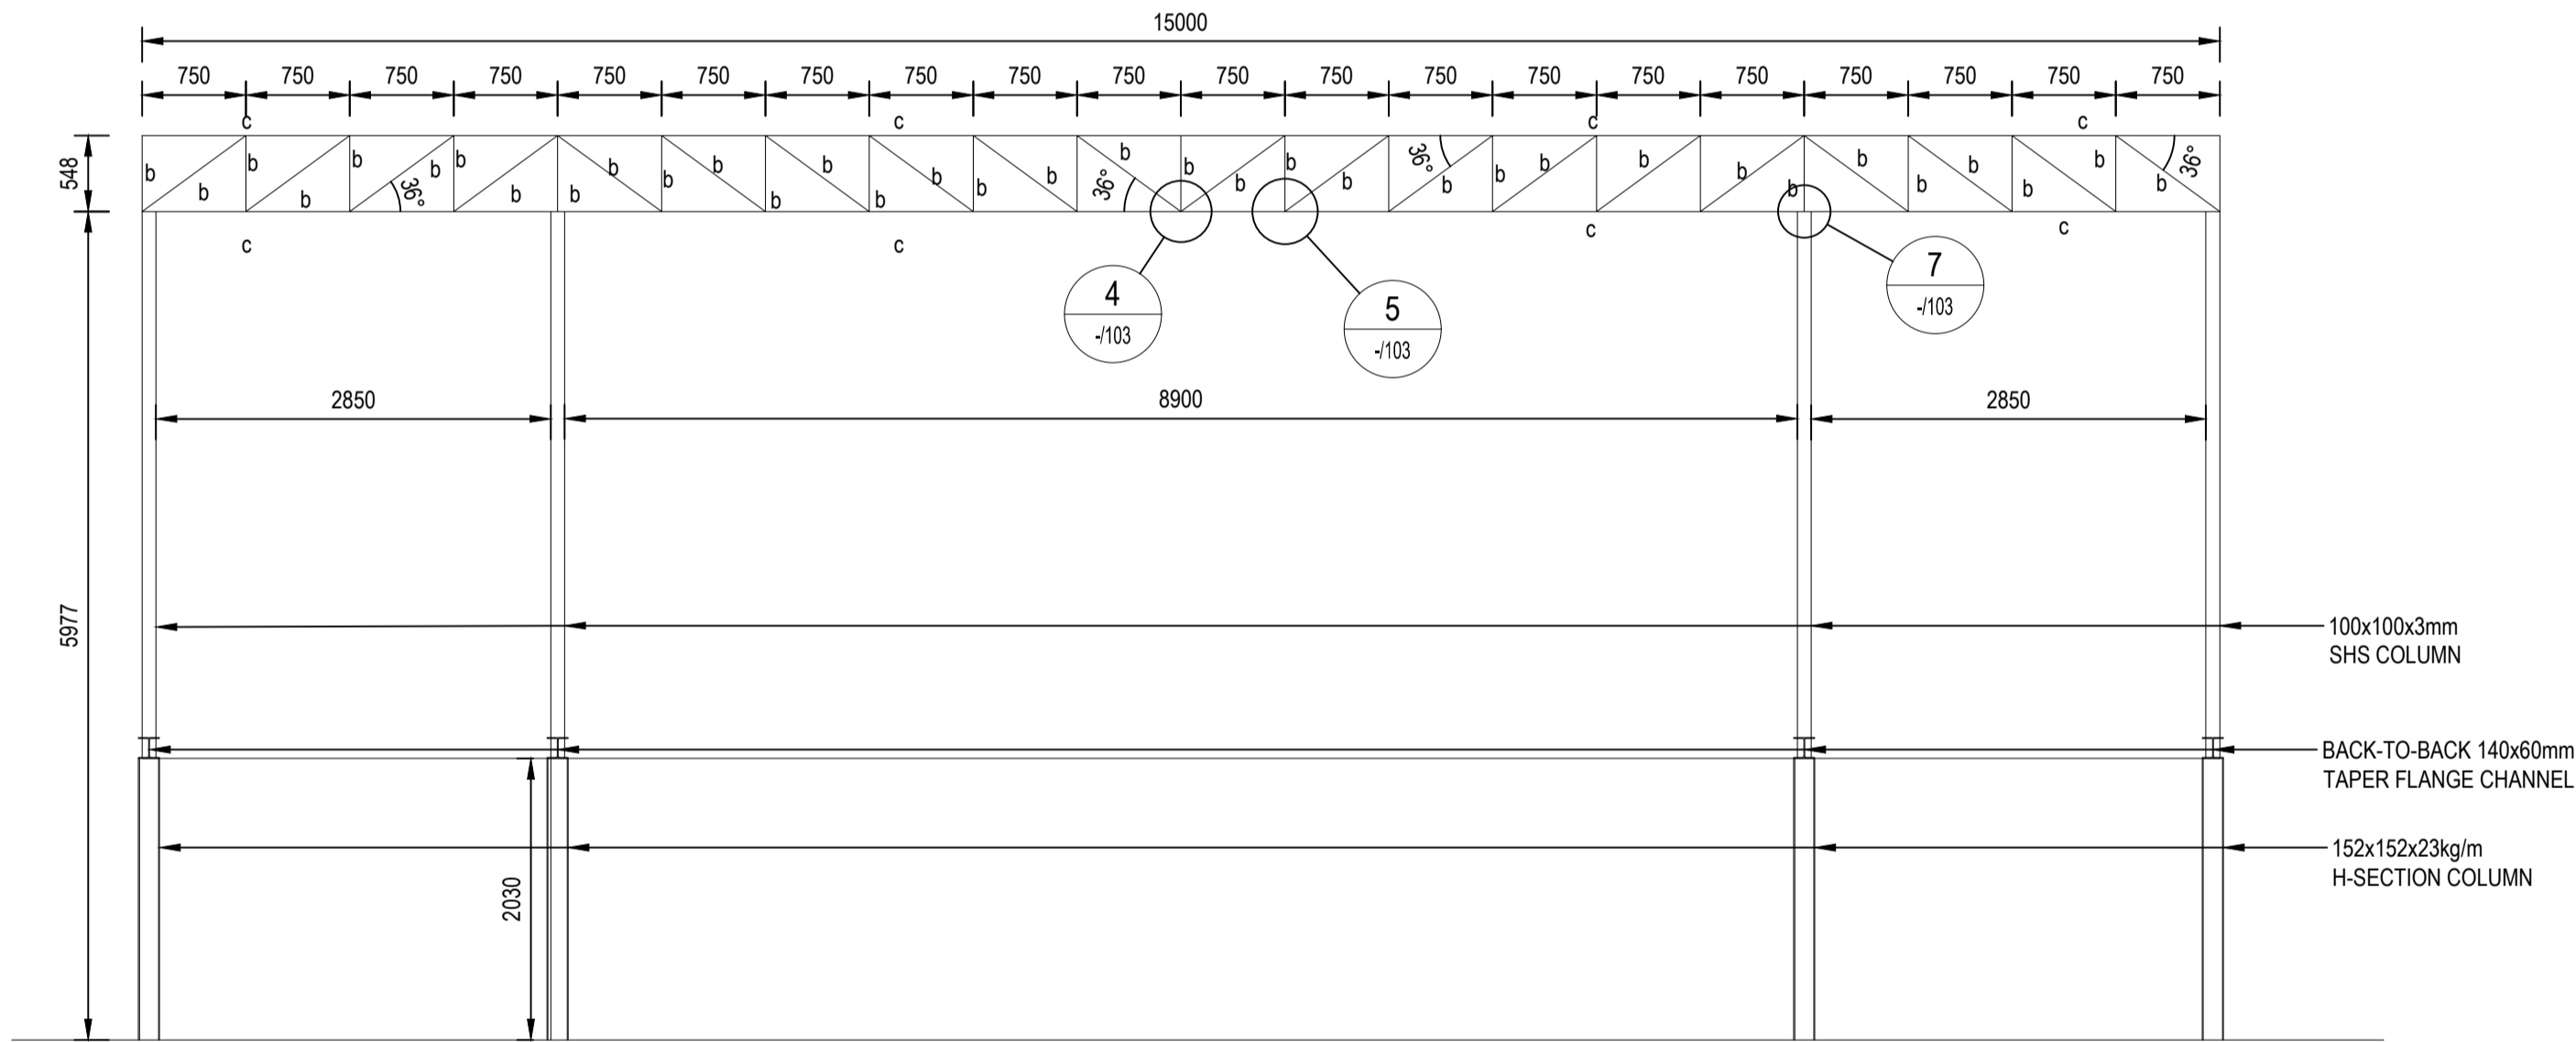 15000
750 750 750 750 750 750 750 750 750 750 750 750 750 750 750 750 750 750 750 750
c c c c
548
b b b b b b b b b b b b b b b b b b b b b b b b b b b b b b b b b b b b b b b
36° 36° 36° 36°
c c c c
4
-/103
5
-/103
7
-/103
2850 8900 2850
5977
100x100x3mm
SHS COLUMN
BACK-TO-BACK 140x60mm
TAPER FLANGE CHANNEL
152x152x23kg/m
H-SECTION COLUMN
2030